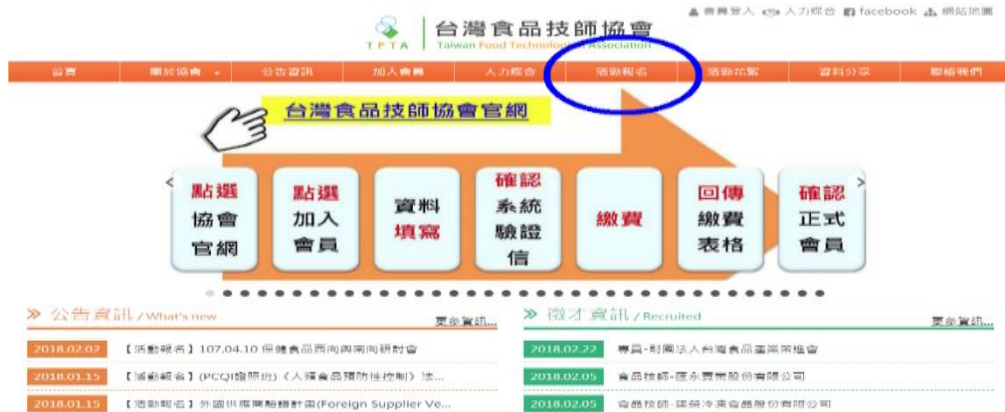 會員登入 人力媒合 facebook 網站地圖
台灣食品技師協會
TPTA Taiwan Food Technologist Association
首頁 關於協會 公告資訊 加入會員 人力媒合 活動報名 活動花絮 資料分享 聯絡我們
台灣食品技師協會官網
點選協會官網
點選加入會員
資料填寫
確認系統驗證信
繳費
回傳繳費表格
確認正式會員
公告資訊 / What's new 更多資訊...
2018.02.02 【活動報名】107.04.10 保健食品西向與南向研討會
2018.01.15 【活動報名】(PCQI證照班)《人類食品預防性控制》法...
2018.01.15 【活動報名】外國供應商驗證計畫(Foreign Supplier Ve...
徵才資訊 / Recruited 更多資訊...
2018.02.22 專員-財團法人台灣食品產業策進會
2018.02.05 食品技師-匯永實業股份有限公司
2018.02.05 食品技師-建榮冷凍食品股份有限公司